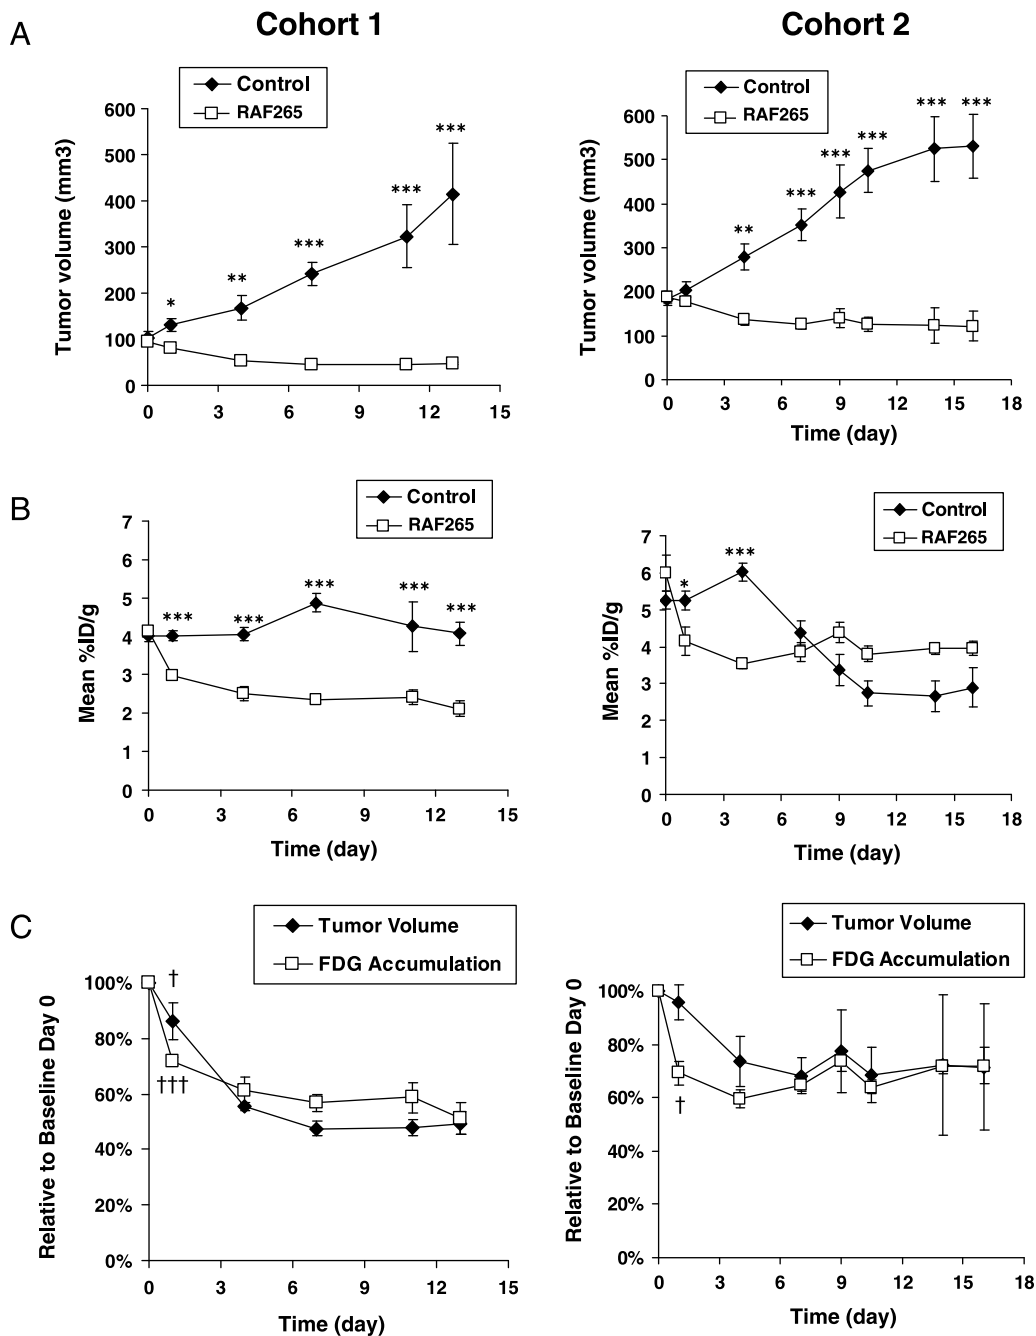 Cohort 1
Cohort 2
A
Control
RAF265
Tumor volume (mm3)
600
500
400
300
200
100
0
0 3 6 9 12 15
*
**
***
***
***
Control
RAF265
Tumor volume (mm3)
600
500
400
300
200
100
0
0 3 6 9 12 15 18
Time (day)
**
***
***
***
***
***
B
Control
RAF265
Mean %ID/g
7
6
5
4
3
2
1
0
0 3 6 9 12 15
Time (day)
***
***
***
***
***
Control
RAF265
Mean %ID/g
7
6
5
4
3
2
1
0
0 3 6 9 12 15 18
Time (day)
*
***
C
Tumor Volume
FDG Accumulation
Relative to Baseline Day 0
100%
80%
60%
40%
20%
0%
0 3 6 9 12 15
Time (day)
†
†††
Tumor Volume
FDG Accumulation
Relative to Baseline Day 0
100%
80%
60%
40%
20%
0%
0 3 6 9 12 15 18
Time (day)
†